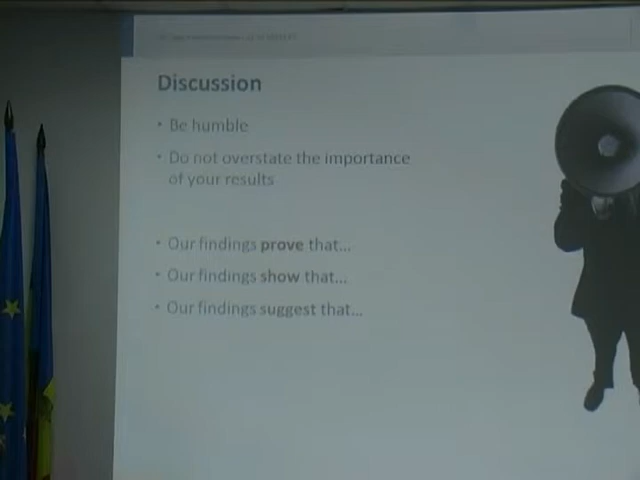 Discussion
• Be humble
• Do not overstate the importance
of your results
• Our findings prove that...
• Our findings show that...
• Our findings suggest that...